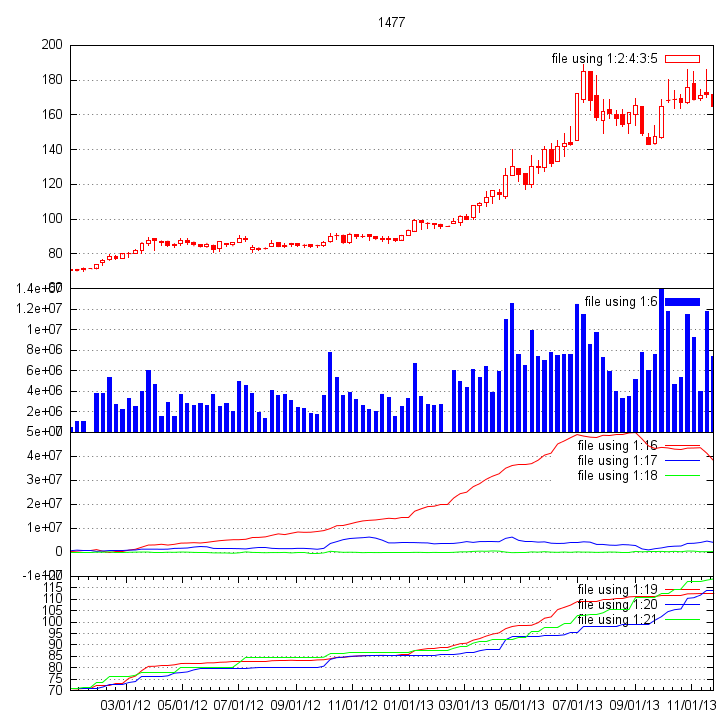 1477
200
file using 1:2:4:3:5
180
160
140
120
100
80
file using 1:6
1.2e+07
1e+07
8e+06
6e+06
4e+06
2e+06
file using 1:16
file using 1:17
file using 1:18
4e+07
3e+07
2e+07
1e+07
0
file using 1:19
file using 1:20
file using 1:21
115
110
105
100
95
90
85
80
75
70
03/01/12 05/01/12 07/01/12 09/01/12 11/01/12 01/01/13 03/01/13 05/01/13 07/01/13 09/01/13 11/01/13